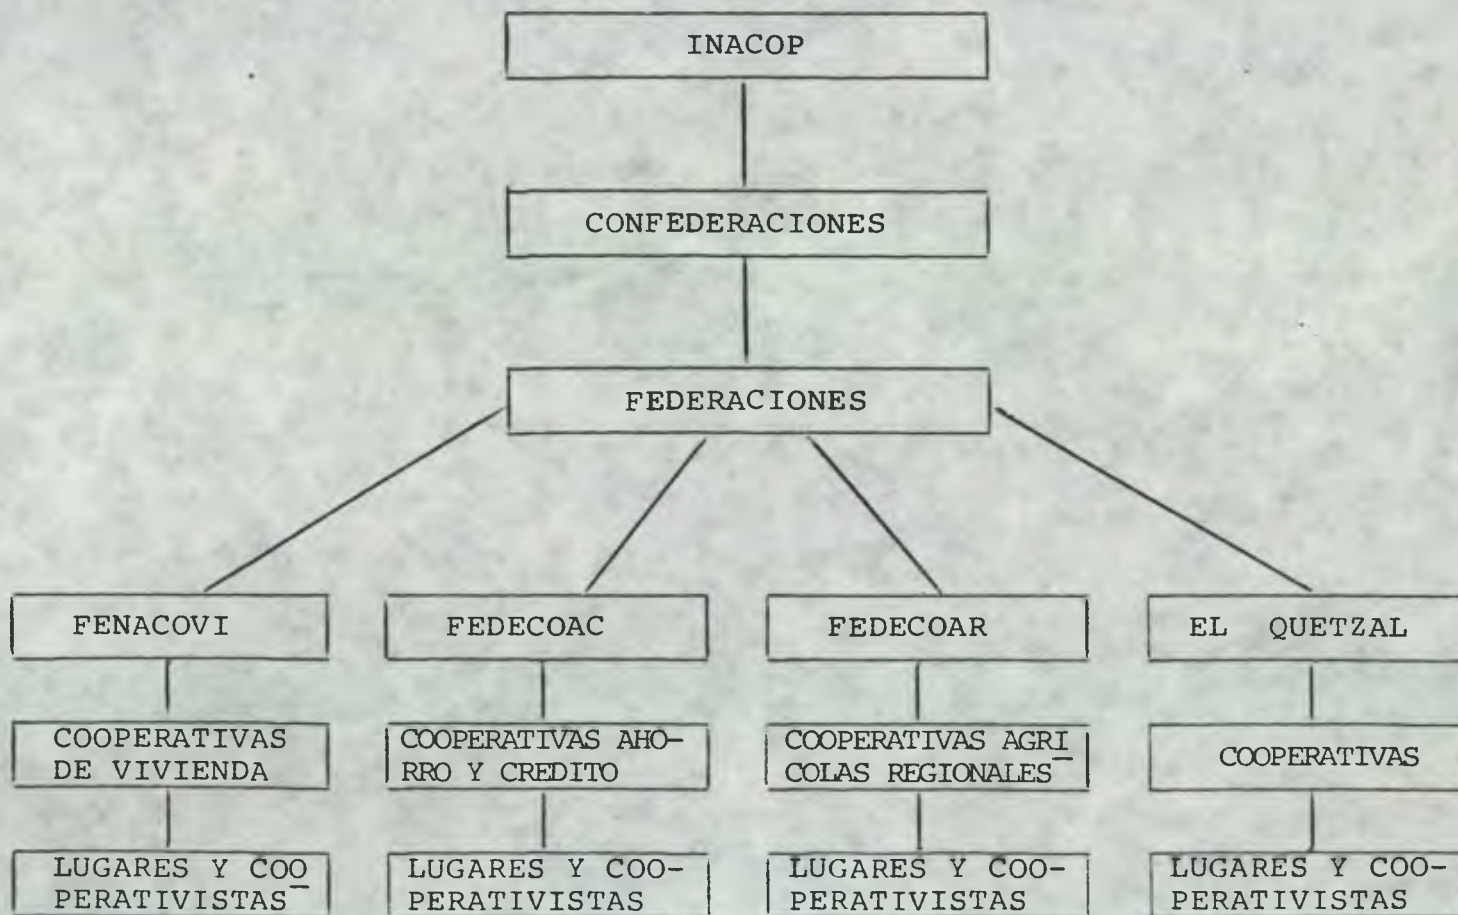 INACOP
CONFEDERACIONES
FEDERACIONES
FENACOVI
FEDECOAC
FEDECOAR
EL QUETZAL
COOPERATIVAS
DE VIVIENDA
COOPERATIVAS AHO-
RRO Y CREDITO
COOPERATIVAS AGRI
COLAS REGIONALES
COOPERATIVAS
LUGARES Y COO
PERATIVISTAS
LUGARES Y COO-
PERATIVISTAS
LUGARES Y COO-
PERATIVISTAS
LUGARES Y COO-
PERATIVISTAS